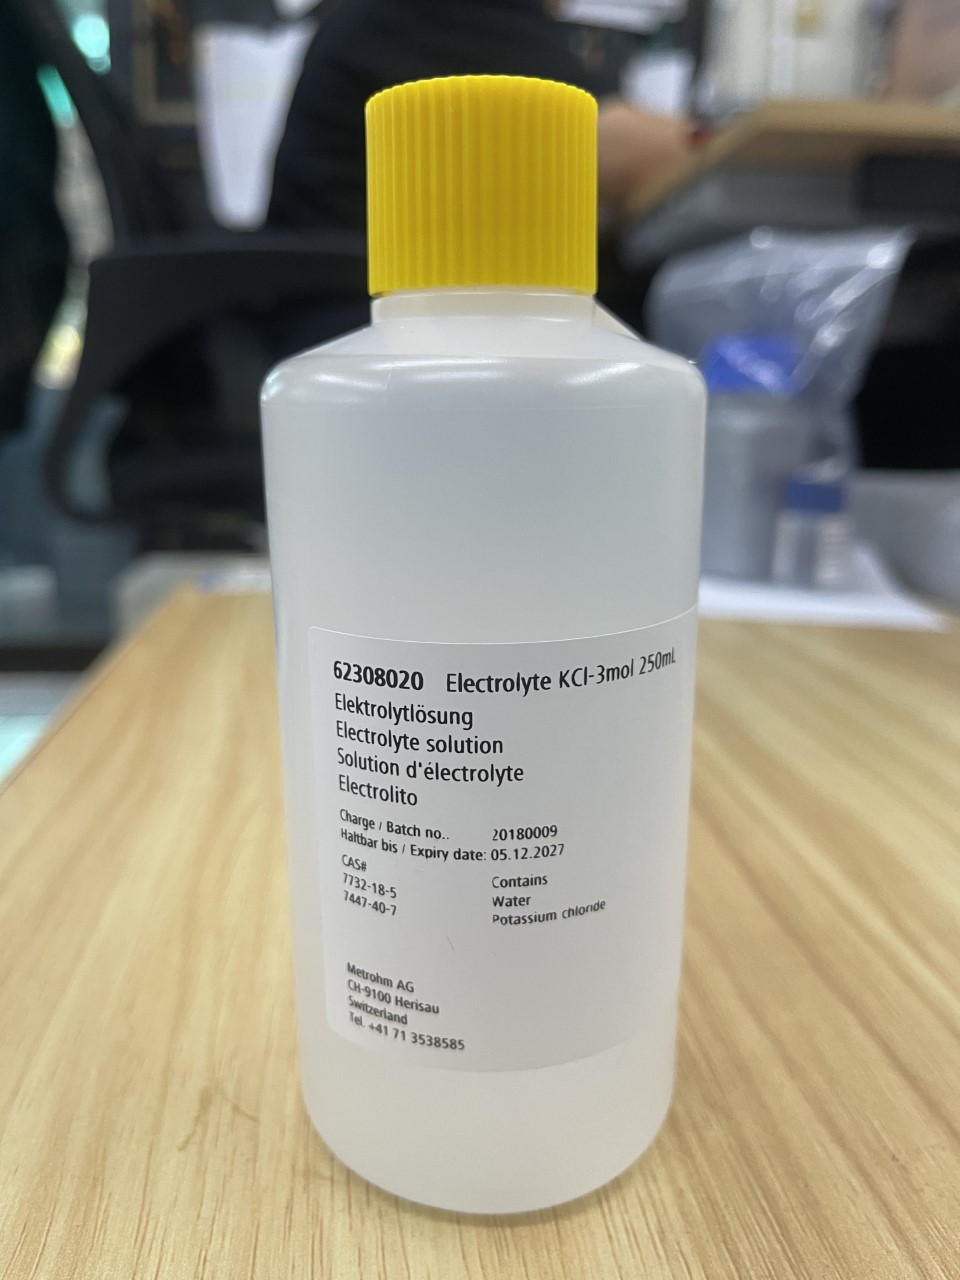 62308020 Electrolyte KCl-3mol 250mL
Elektrolytlösung
Electrolyte solution
Solution d'électrolyte
Electrolito
Charge / Batch no.. 20180009
Haltbar bis / Expiry date: 05.12.2027
CAS# Contains
7732-18-5 Water
7447-40-7 Potassium chloride
Metrohm AG
CH-9100 Herisau
Switzerland
Tel. +41 71 3538585